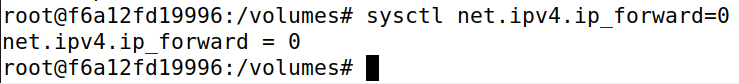 root@f6a12fd19996:/volumes# sysctl net.ipv4.ip_forward=0
net.ipv4.ip_forward = 0
root@f6a12fd19996:/volumes#